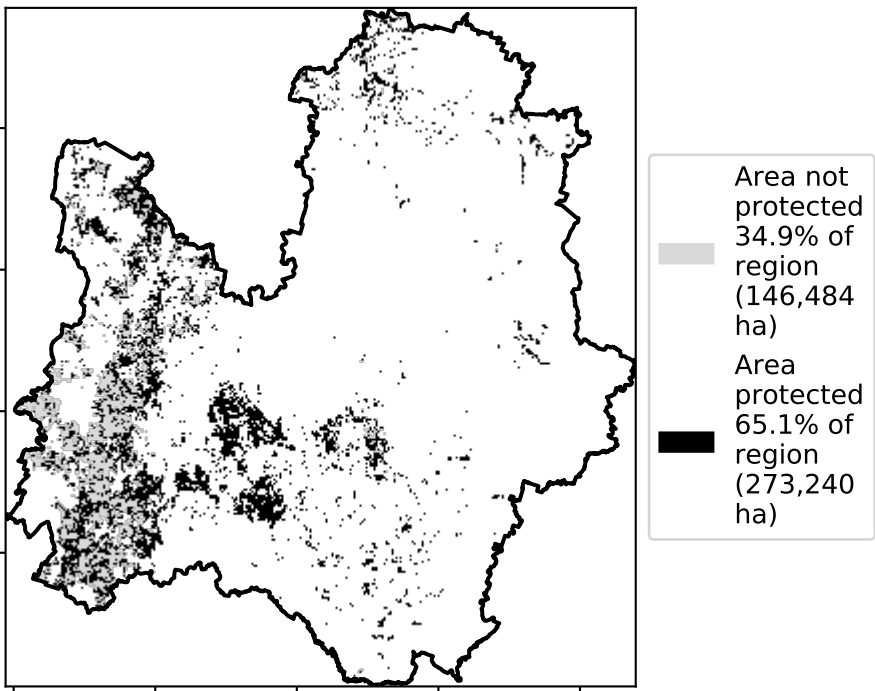 Area not
protected
34.9% of
region
(146,484
ha)
Area
protected
65.1% of
region
(273,240
ha)